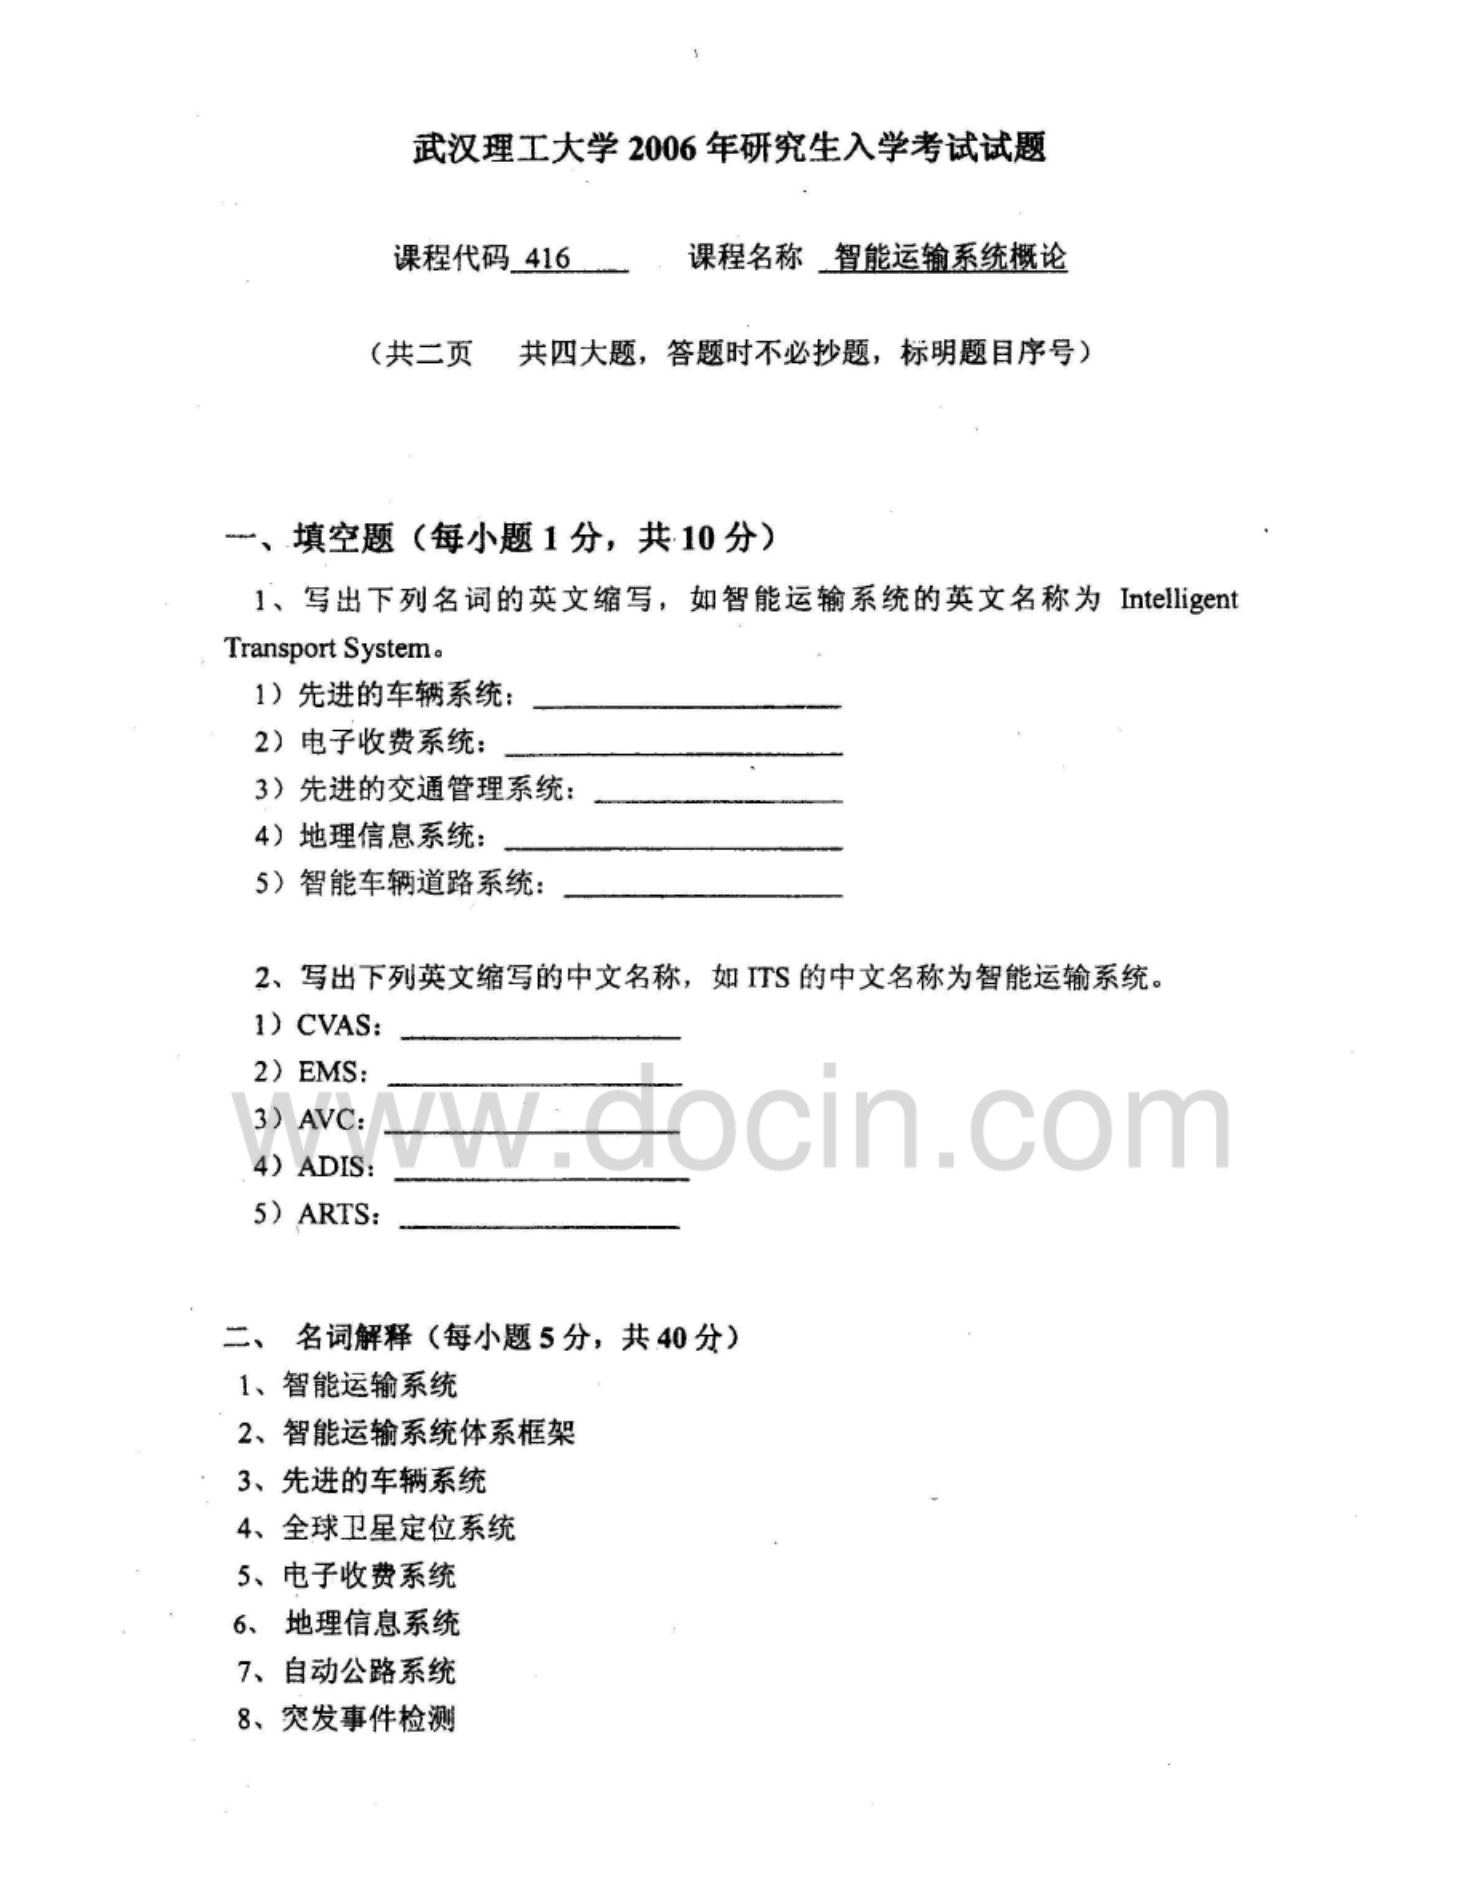 武汉理工大学 2006 年研究生入学考试试题
课程代码 416 课程名称 智能运输系统概论
（共二页 共四大题，答题时不必抄题，标明题目序号）
一、填空题（每小题 1 分，共 10 分）
1、写出下列名词的英文缩写，如智能运输系统的英文名称为 Intelligent
Transport System。
1）先进的车辆系统：
2）电子收费系统：
3）先进的交通管理系统：
4）地理信息系统：
5）智能车辆道路系统：
2、写出下列英文缩写的中文名称，如 ITS 的中文名称为智能运输系统。
1）CVAS：
2）EMS：
www.docin.com
3）AVC：
4）ADIS：
5）ARTS：
二、 名词解释（每小题 5 分，共 40 分）
1、智能运输系统
2、智能运输系统体系框架
3、先进的车辆系统
4、全球卫星定位系统
5、电子收费系统
6、 地理信息系统
7、自动公路系统
8、突发事件检测